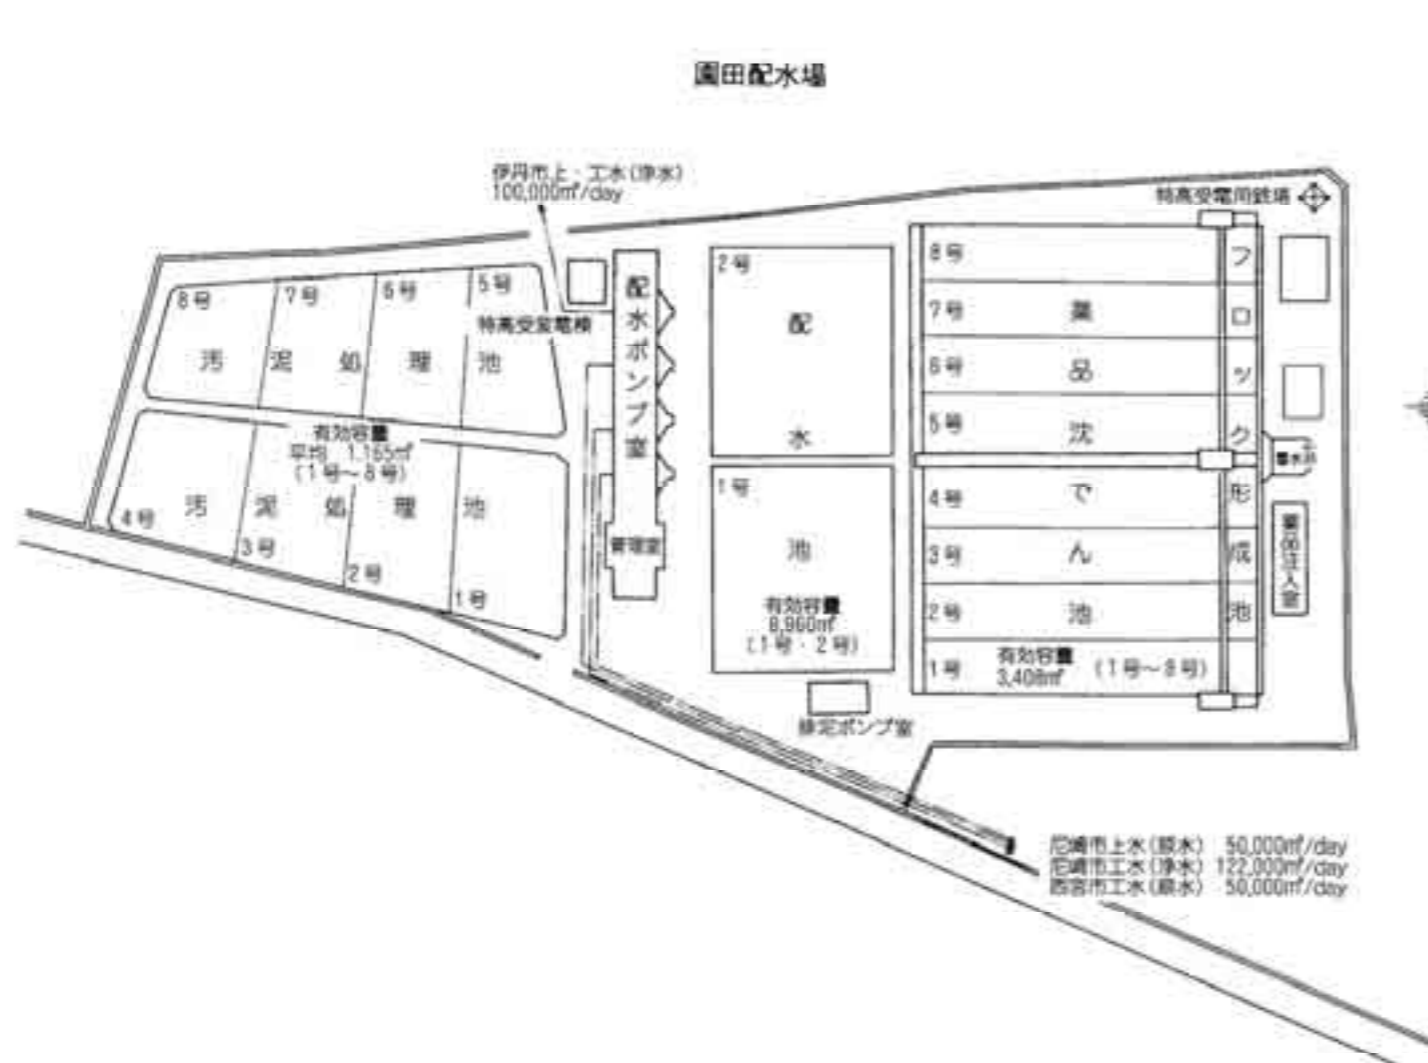 園田配水場
伊丹市上・工水(浄水)
100,000㎥/day
特高受電用鉄塔
8号
7号
6号
5号
汚泥処理池
特高受変電棟
有効容量
平均 1,165㎥
(1号～8号)
汚泥処理池
4号
3号
2号
1号
配水ポンプ室
管理室
2号
1号
配水池
有効容量
8,960㎥
(1号・2号)
排泥ポンプ室
8号
7号
6号
5号
4号
3号
2号
1号
薬品沈でん池
有効容量
3,408㎥
(1号～8号)
フロック形成池
着水井
薬品注入室
尼崎市上水(原水) 50,000㎥/day
尼崎市工水(浄水) 122,000㎥/day
西宮市工水(原水) 50,000㎥/day